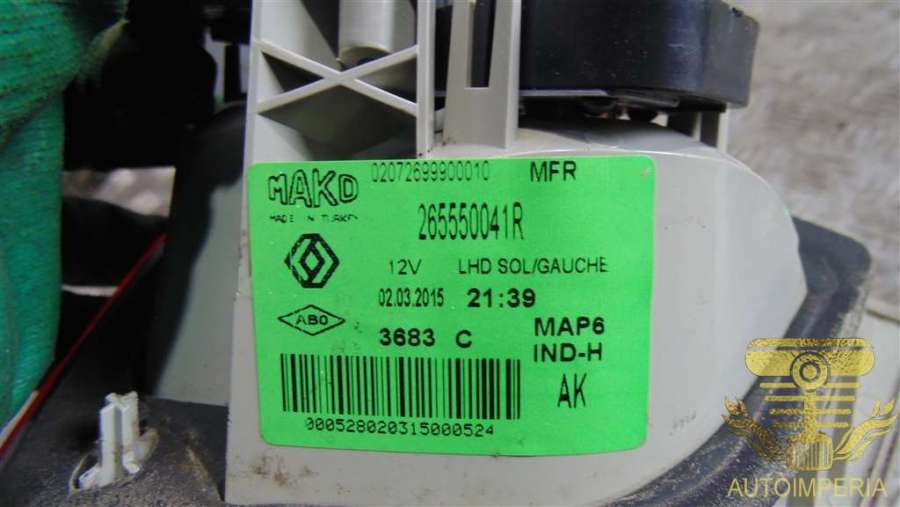 MAKO
02072699900010 MFR
MADE IN TURKEY
265550041R
12V LHD SOL/GAUCHE
02.03.2015 21:39
ABO
3683 C
MAP6
IND-H
AK
000528020315000524
AUTOIMPERIA